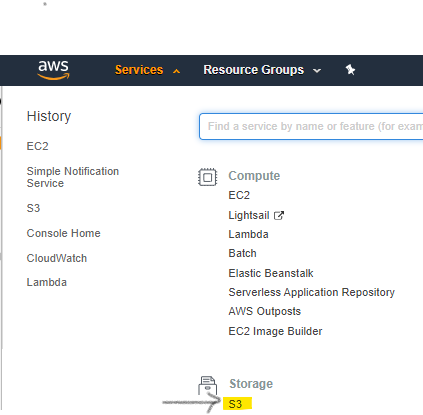 aws
Services
Resource Groups
History
EC2
Simple Notification
Service
S3
Console Home
CloudWatch
Lambda
Find a service by name or feature (for exam
Compute
EC2
Lightsail
Lambda
Batch
Elastic Beanstalk
Serverless Application Repository
AWS Outposts
EC2 Image Builder
Storage
S3